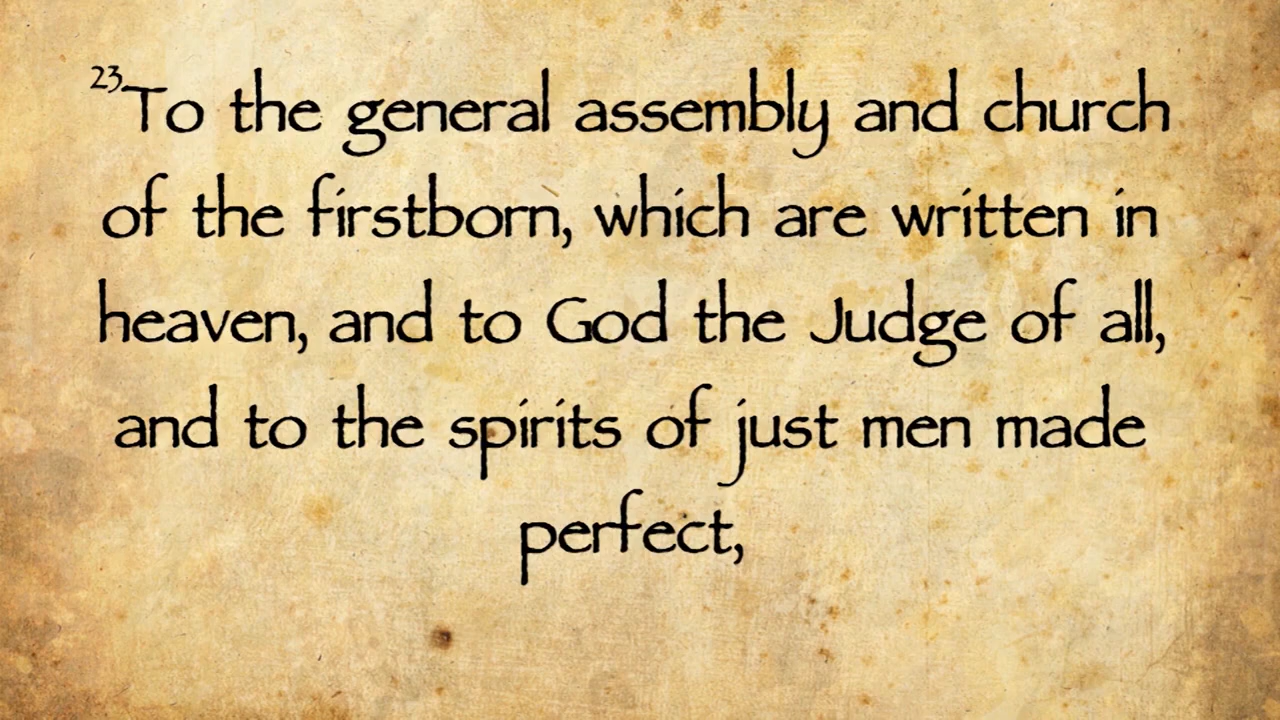 23To the general assembly and church
of the firstborn, which are written in
heaven, and to God the Judge of all,
and to the spirits of just men made
perfect,